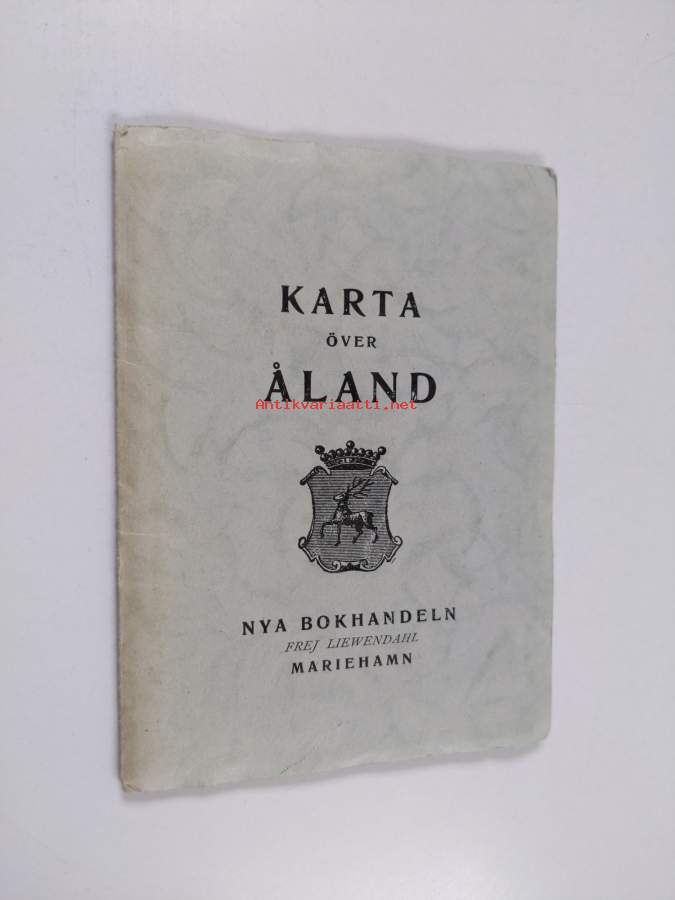 KARTA
ÖVER
ÅLAND
Antikvariaatti.net
NYA BOKHANDELN
FREJ LIEWENDAHL
MARIEHAMN